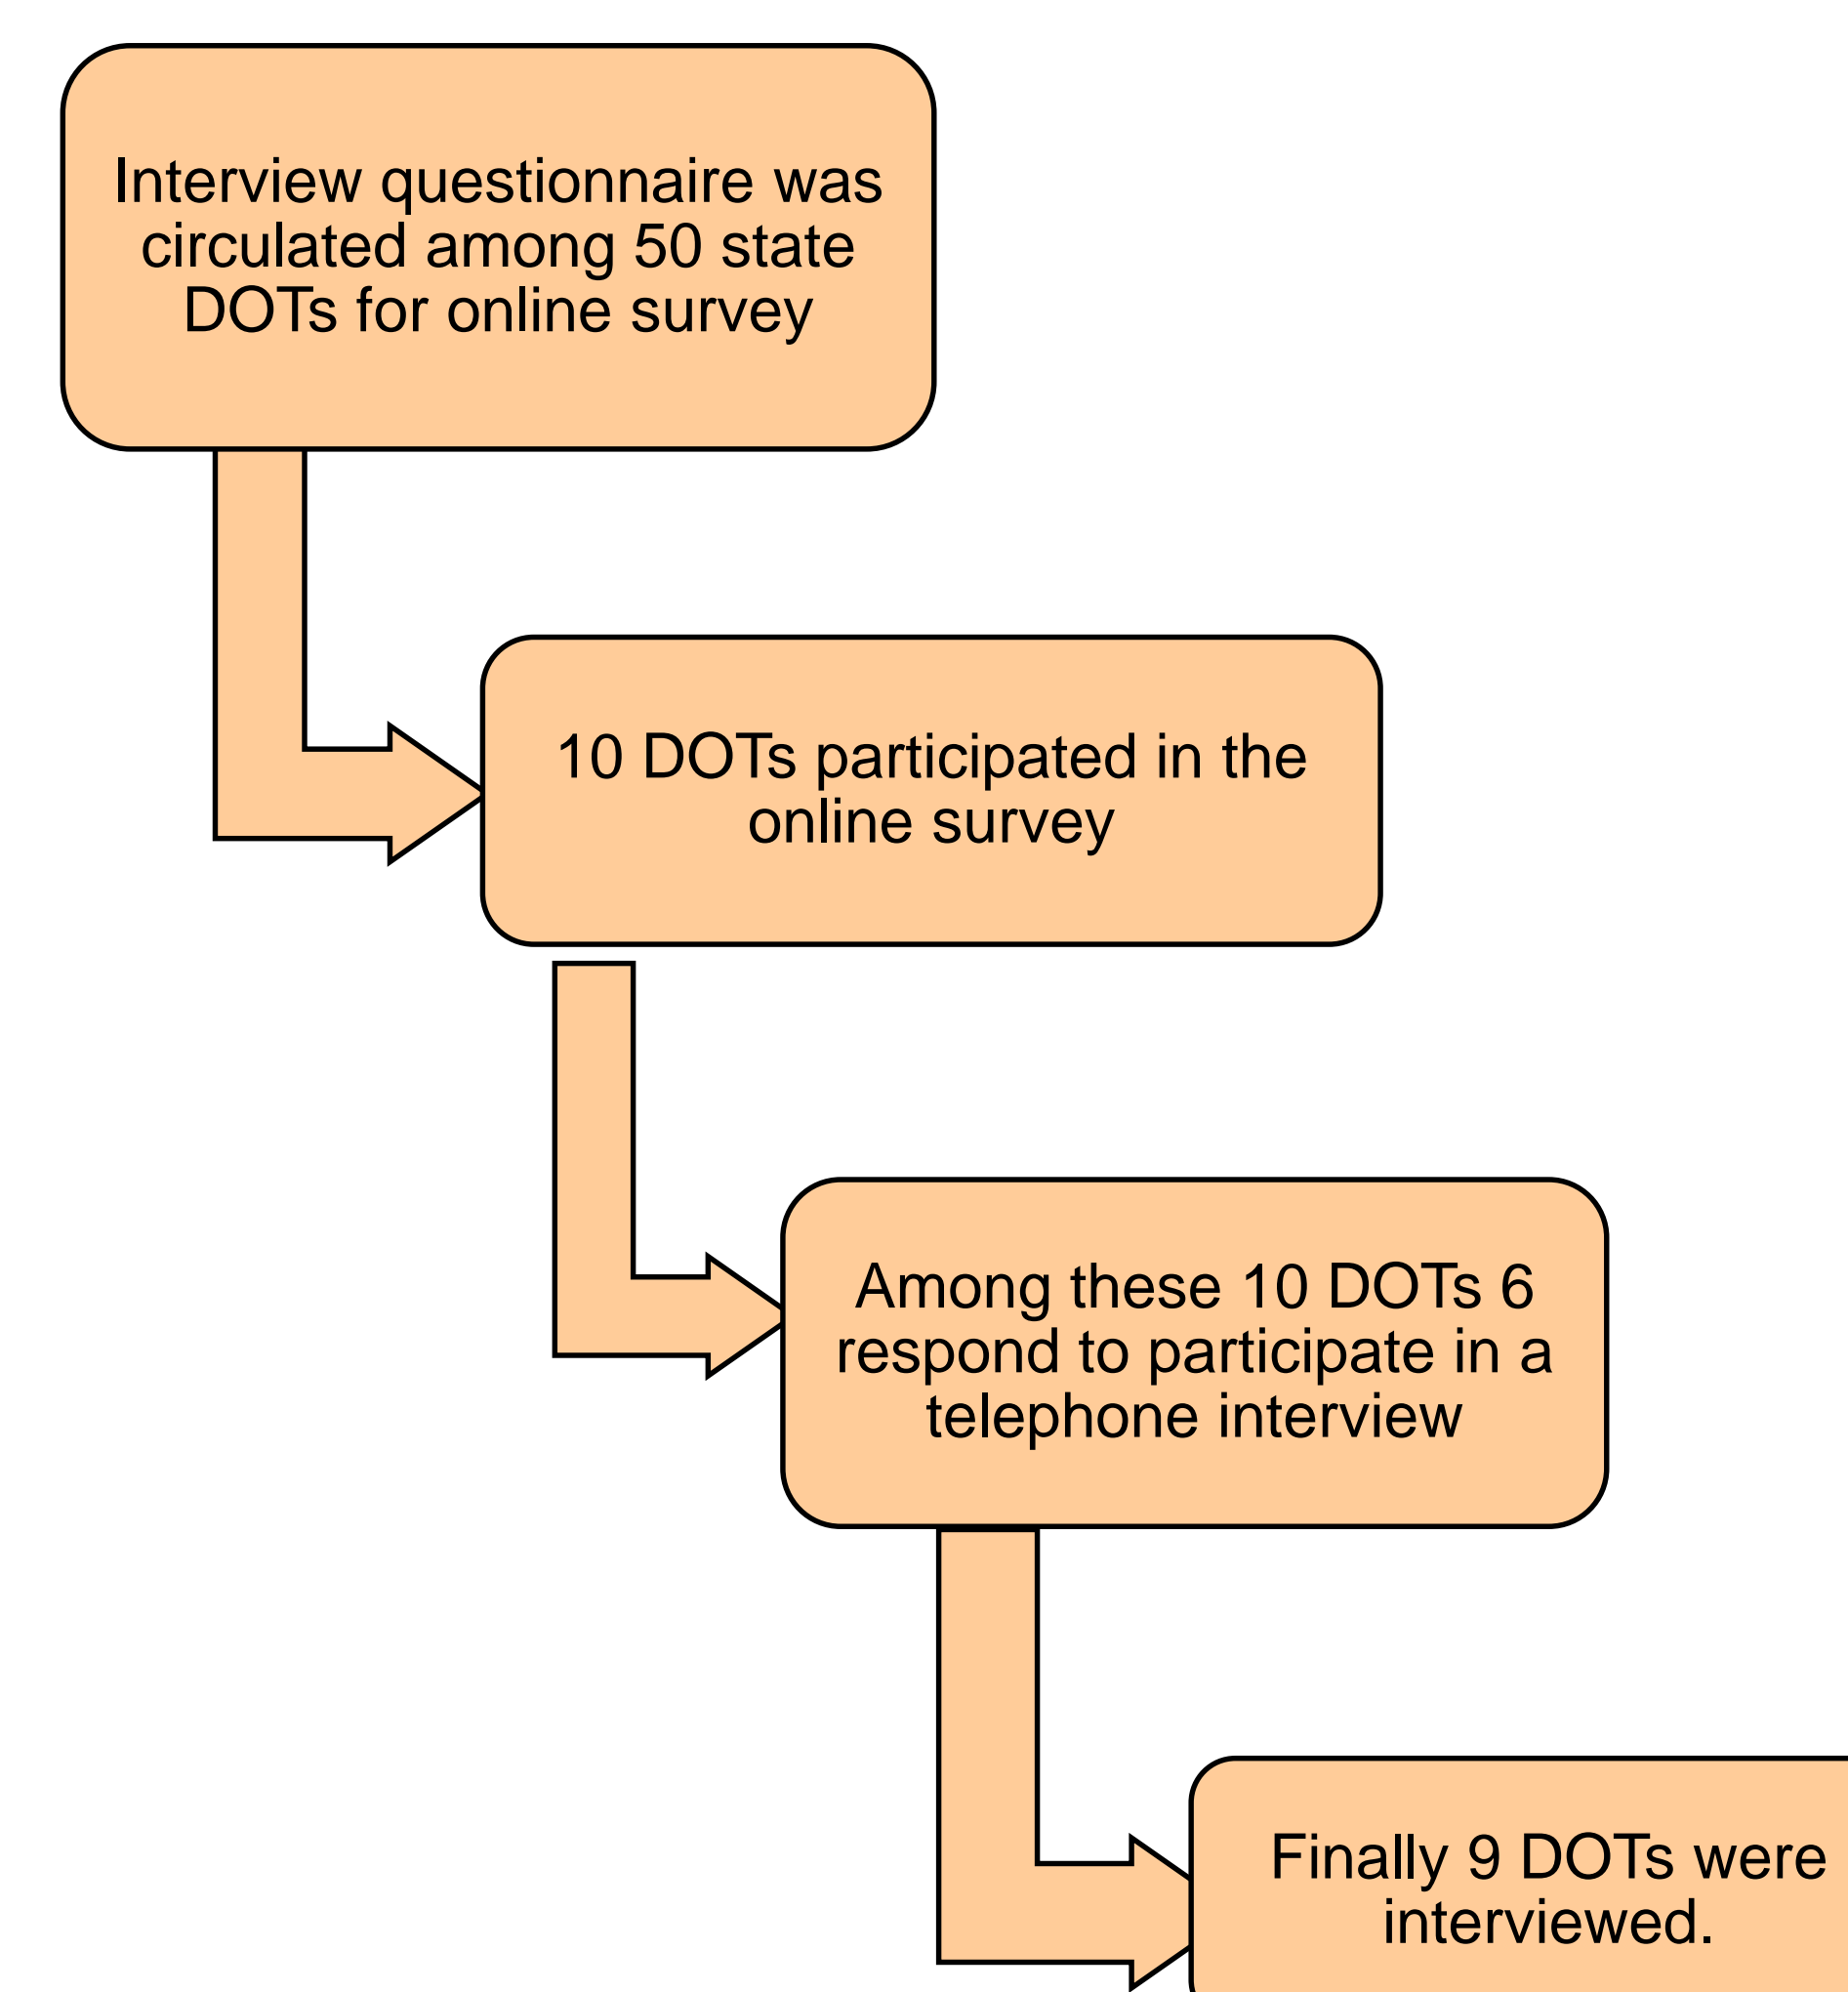 Interview questionnaire was
circulated among 50 state
DOTs for online survey
10 DOTs participated in the
online survey
Among these 10 DOTs 6
respond to participate in a
telephone interview
Finally 9 DOTs were
interviewed.